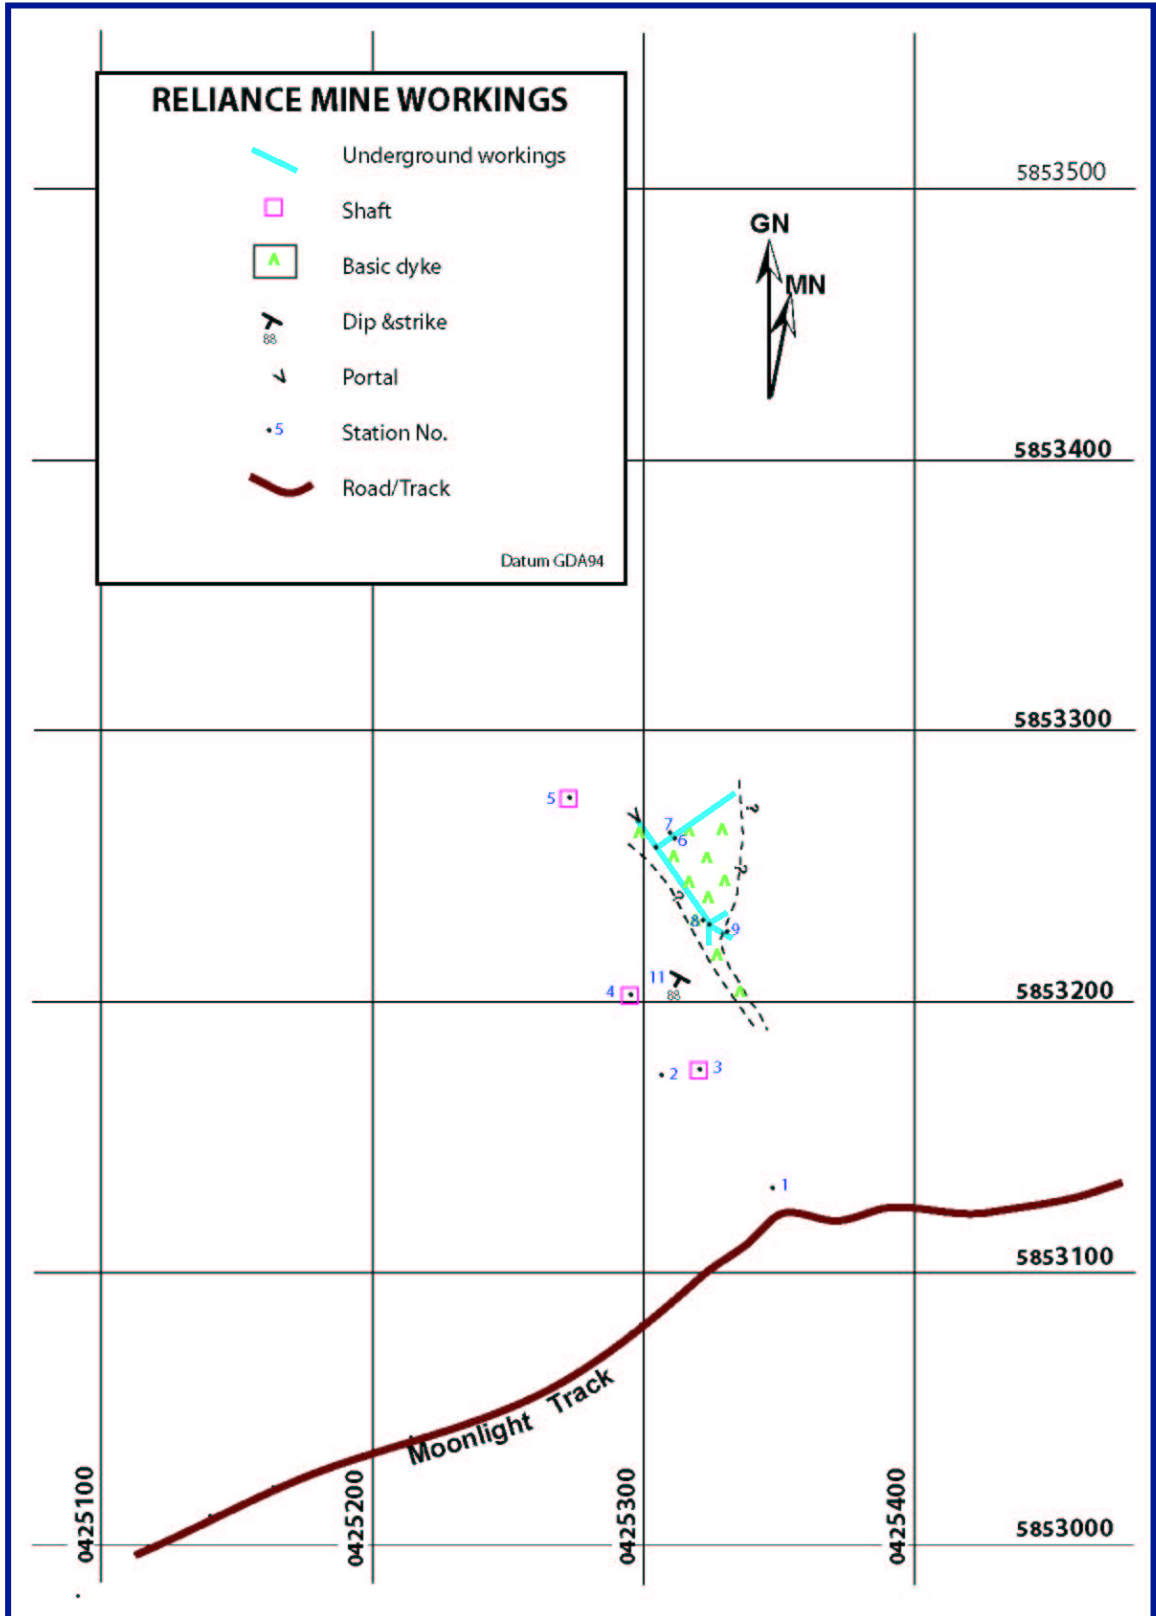 RELIANCE MINE WORKINGS
Underground workings
Shaft
Basic dyke
Dip &strike
88
Portal
5
Station No.
Road/Track
Datum GDA94
5853500
GN
MN
5853400
5853300
5
?
7
6
?
?
8
9
11
88
4
5853200
2
3
1
5853100
Moonlight Track
0425100
0425200
0425300
0425400
5853000